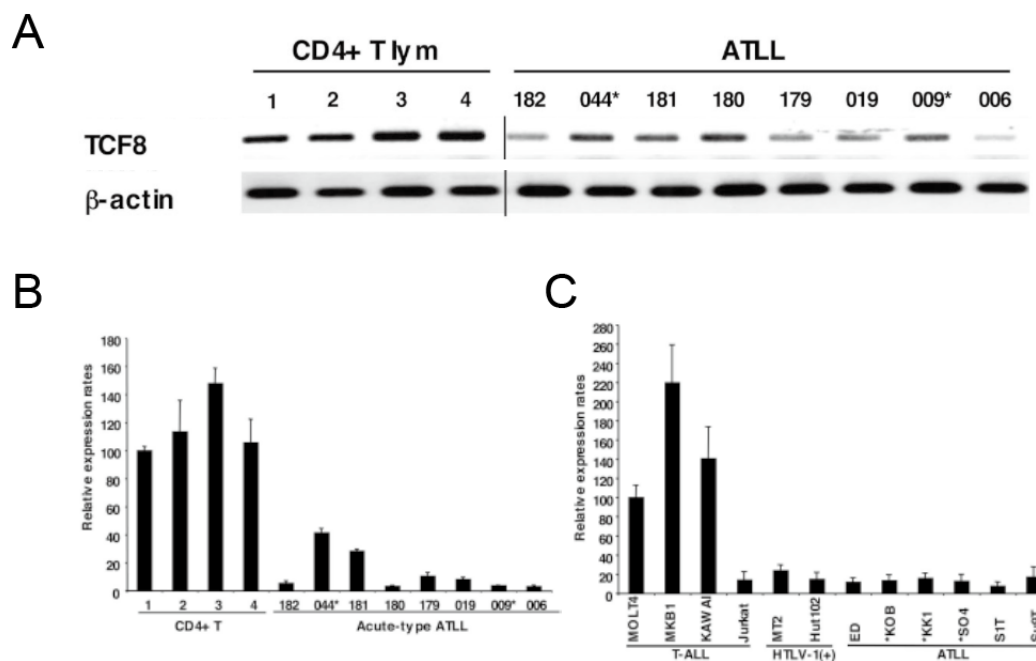 A
CD4+ T lym ATLL
1 2 3 4 182 044* 181 180 179 019 009* 006
TCF8
β-actin
B
Relative expression rates
180
160
140
120
100
80
60
40
20
0
1 2 3 4 182 044* 181 180 179 019 009* 006
CD4+ T Acute-type ATLL
C
Relative expression rates
280
260
240
220
200
180
160
140
120
100
80
60
40
20
0
MOLT4 MKB1 KAWAI Jurkat MT2 Hut102 ED *KOB *KK1 *SO4 S1T
T-ALL HTLV-1(+) ATLL